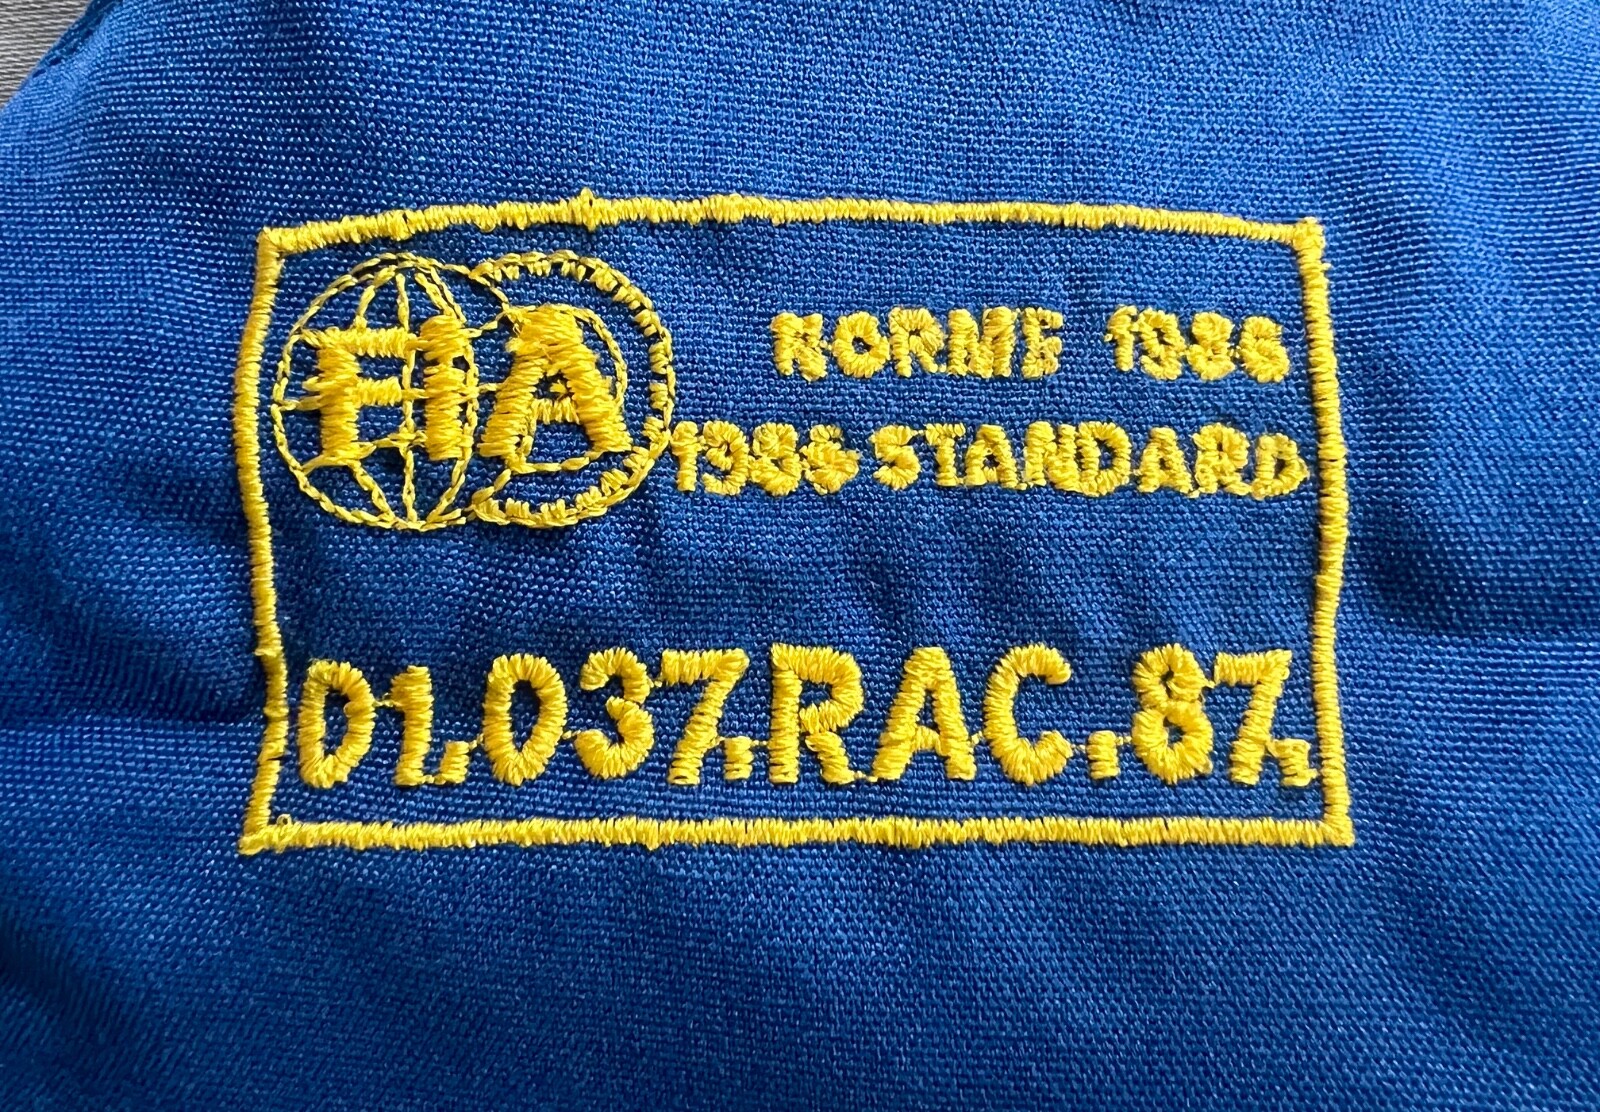 FIA
NORME 1986
1986 STANDARD
01.037.RAC.87.